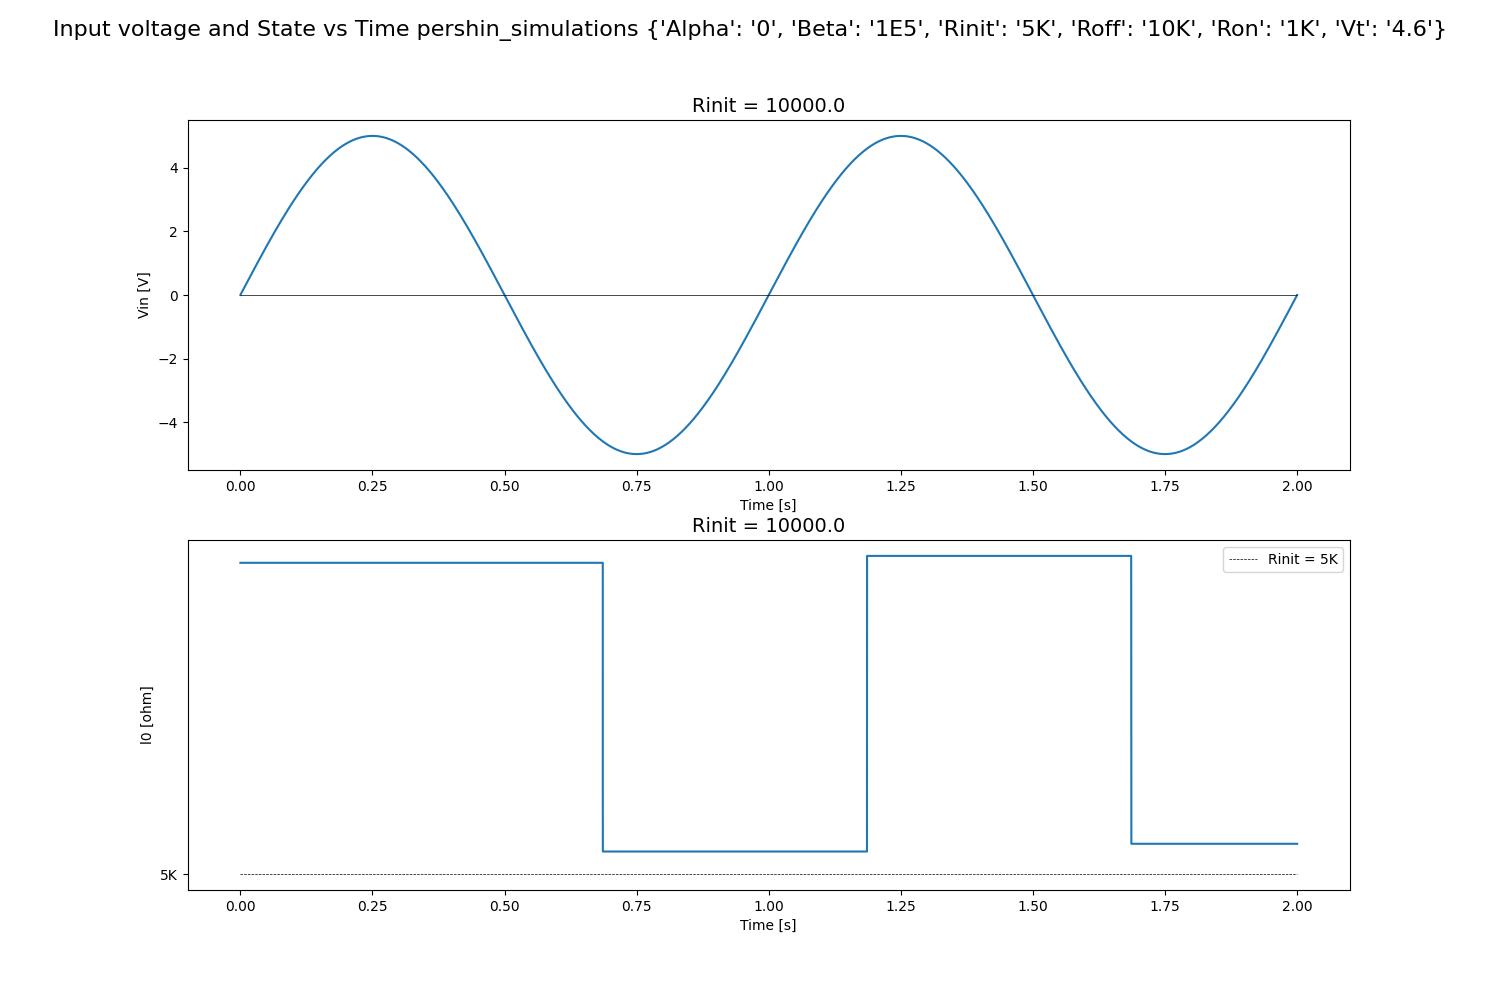 Input voltage and State vs Time pershin_simulations {'Alpha': '0', 'Beta': '1E5', 'Rinit': '5K', 'Roff': '10K', 'Ron': '1K', 'Vt': '4.6'}
Rinit = 10000.0
4
2
0
−2
−4
Vin [V]
0.00 0.25 0.50 0.75 1.00 1.25 1.50 1.75 2.00
Time [s]
Rinit = 10000.0
Rinit = 5K
l0 [ohm]
5K
0.00 0.25 0.50 0.75 1.00 1.25 1.50 1.75 2.00
Time [s]